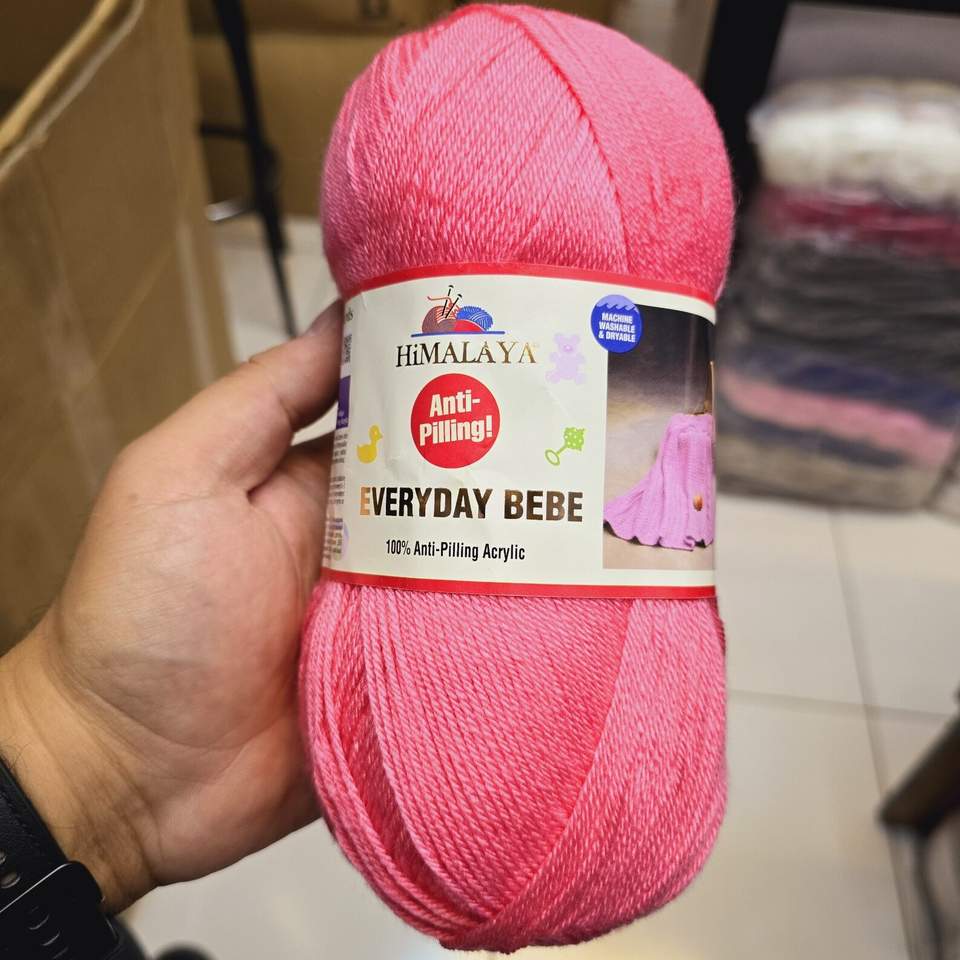 HiMALAYA
Anti-
Pilling!
EVERYDAY BEBE
100% Anti-Pilling Acrylic
MACHINE
WASHABLE
& DRYABLE